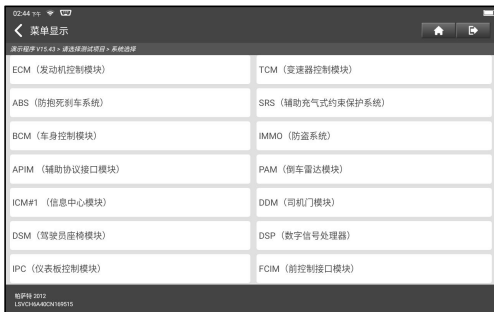 02:44 下午
菜单显示
演示程序 V15.43 > 请选择测试项目 > 系统选择
ECM（发动机控制模块）
TCM（变速器控制模块）
ABS（防抱死刹车系统）
SRS（辅助充气式约束保护系统）
BCM（车身控制模块）
IMMO（防盗系统）
APIM （辅助协议接口模块）
PAM（倒车雷达模块）
ICM#1 （信息中心模块）
DDM（司机门模块）
DSM（驾驶员座椅模块）
DSP（数字信号处理器）
IPC（仪表板控制模块）
FCIM（前控制接口模块）
帕萨特 2012
LSVCH6A40CN169515